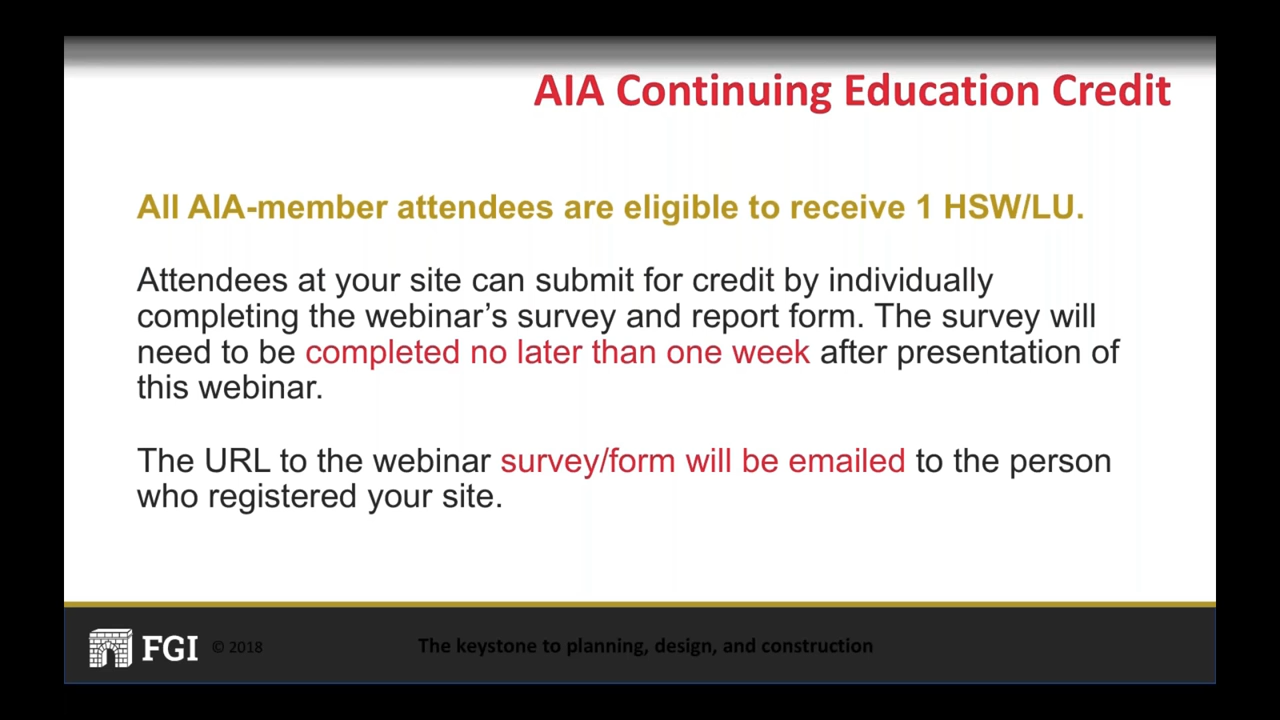 AIA Continuing Education Credit
All AIA-member attendees are eligible to receive 1 HSW/LU.
Attendees at your site can submit for credit by individually
completing the webinar’s survey and report form. The survey will
need to be completed no later than one week after presentation of
this webinar.
The URL to the webinar survey/form will be emailed to the person
who registered your site.
FGI © 2018 The keystone to planning, design, and construction